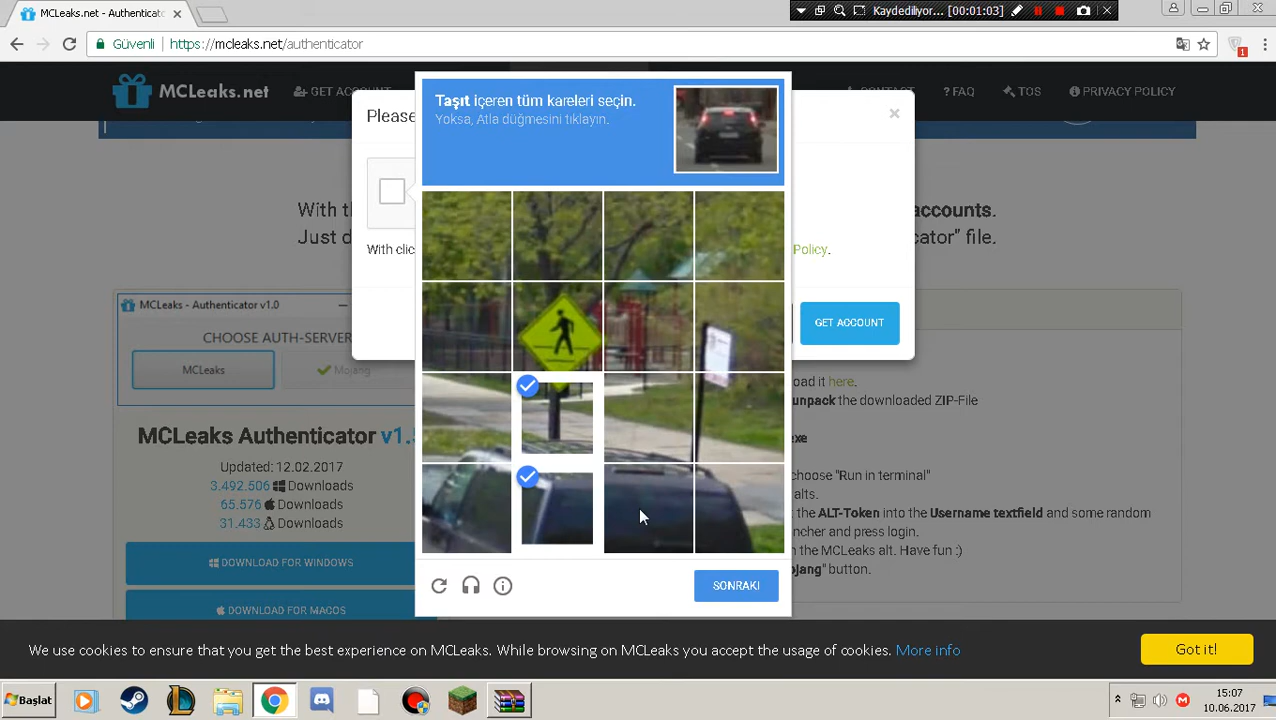 MCLeaks.net - Authenticato
Kaydediliyor... [00:01:03]
Güvenli
https://mcleaks.net/authenticator
1
MCLeaks.net
GET ACCOUNT
CONTACT
? FAQ
TOS
PRIVACY POLICY
Please
Taşıt içeren tüm kareleri seçin.
Yoksa, Atla düğmesini tıklayın.
With th
accounts.
Just d
ator" file.
With clic
Policy.
MCLeaks - Authenticator v1.0
CHOOSE AUTH-SERVE
MCLeaks
Mojang
GET ACCOUNT
oad it here.
unpack the downloaded ZIP-File
exe
MCLeaks Authenticator v1.
Updated: 12.02.2017
3.492.506 Downloads
65.576 Downloads
31.433 Downloads
choose "Run in terminal"
alts.
t the ALT-Token into the Username textfield and some random
ncher and press login.
n the MCLeaks alt. Have fun :)
ojang" button.
DOWNLOAD FOR WINDOWS
DOWNLOAD FOR MACOS
SONRAKI
We use cookies to ensure that you get the best experience on MCLeaks. While browsing on MCLeaks you accept the usage of cookies. More info
Got it!
Başlat
15:07
10.06.2017